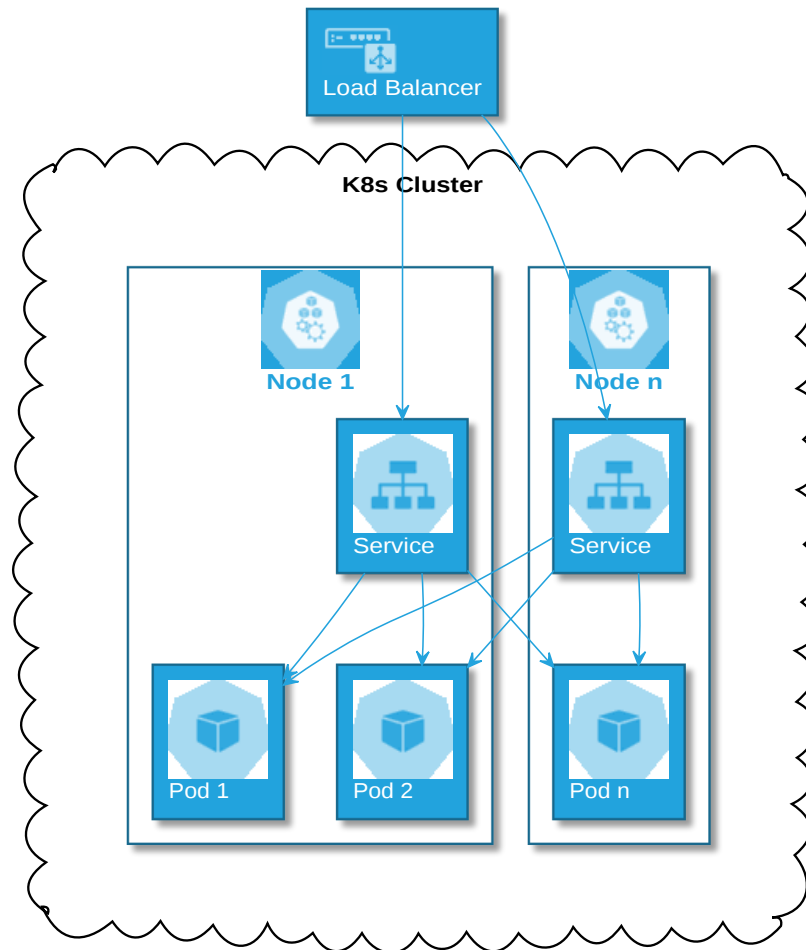 Load Balancer
K8s Cluster
Node 1
Node n
Service
Service
Pod 1
Pod 2
Pod n